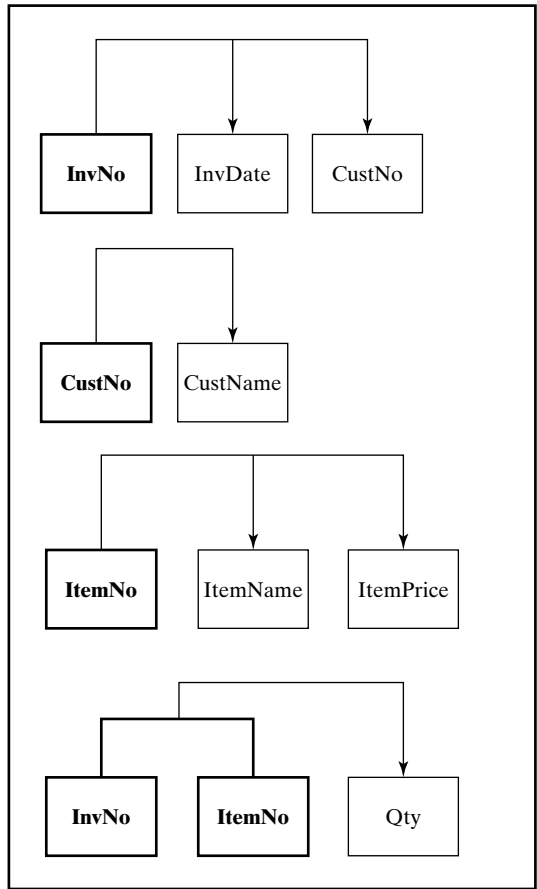 InvNo InvDate CustNo
CustNo CustName
ItemNo ItemName ItemPrice
InvNo ItemNo Qty